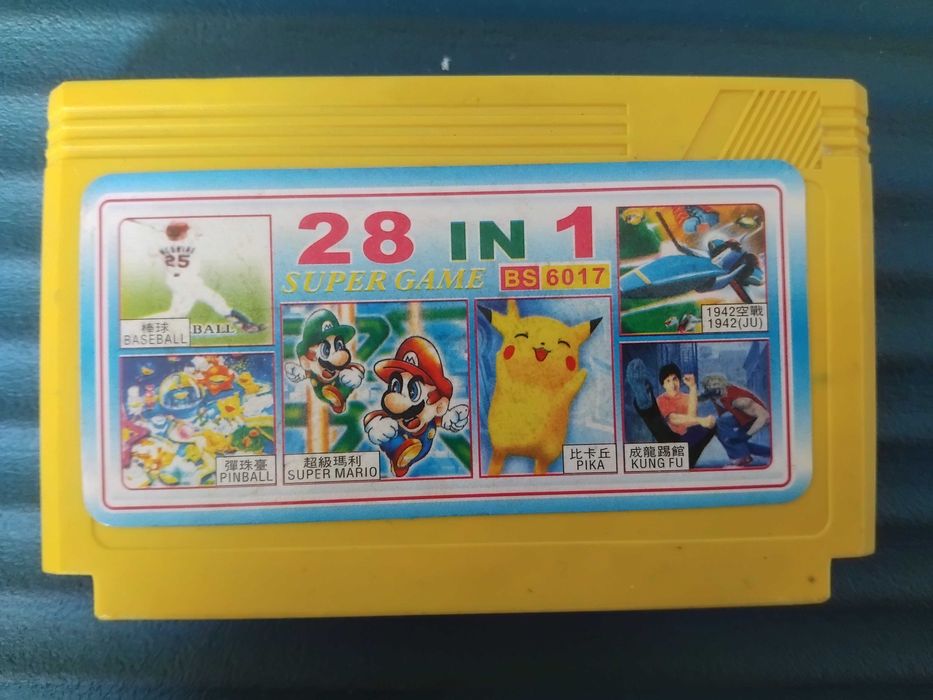 28 IN 1
SUPER GAME
BS 6017
25
BALL
棒球
BASEBALL
彈珠臺
PINBALL
超級瑪利
SUPER MARIO
比卡丘
PIKA
1942空戰
1942(JU)
成龍踢館
KUNG FU